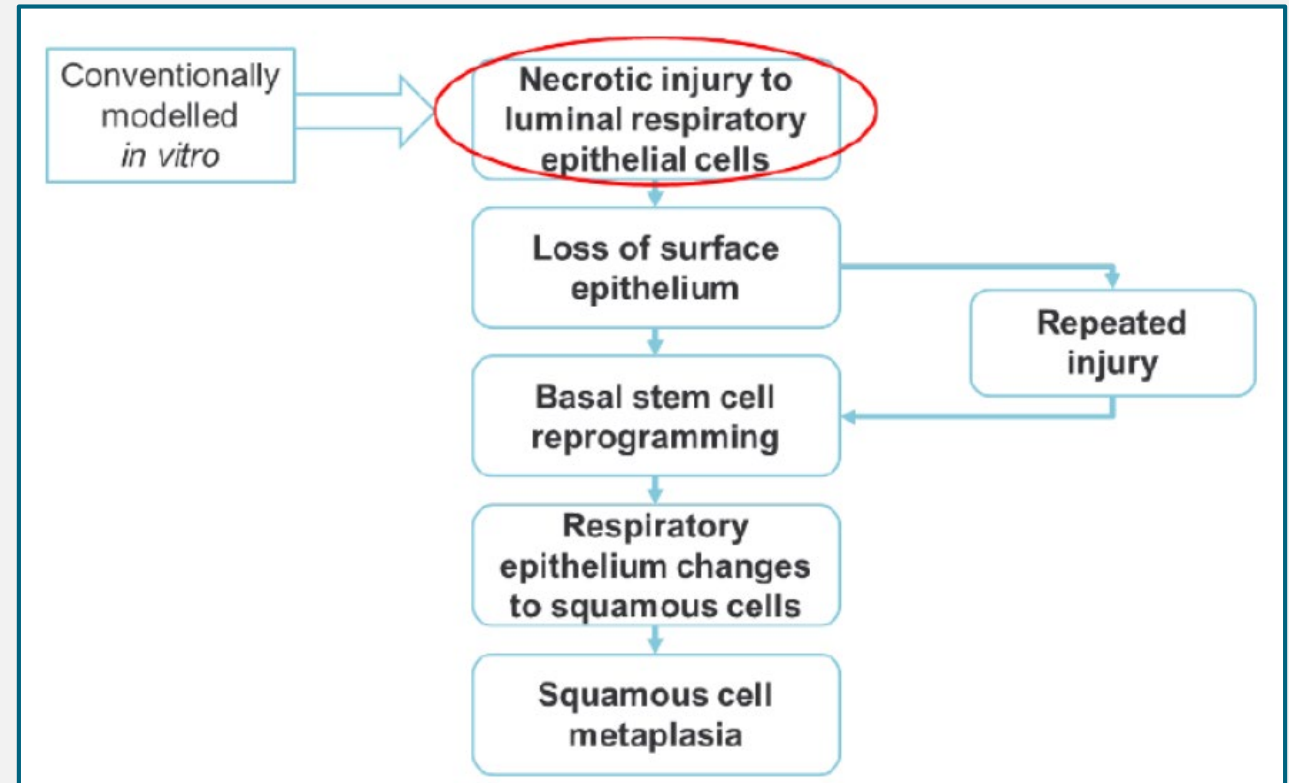 Conventionally
modelled
in vitro
Necrotic injury to
luminal respiratory
epithelial cells
Loss of surface
epithelium
Repeated
injury
Basal stem cell
reprogramming
Respiratory
epithelium changes
to squamous cells
Squamous cell
metaplasia